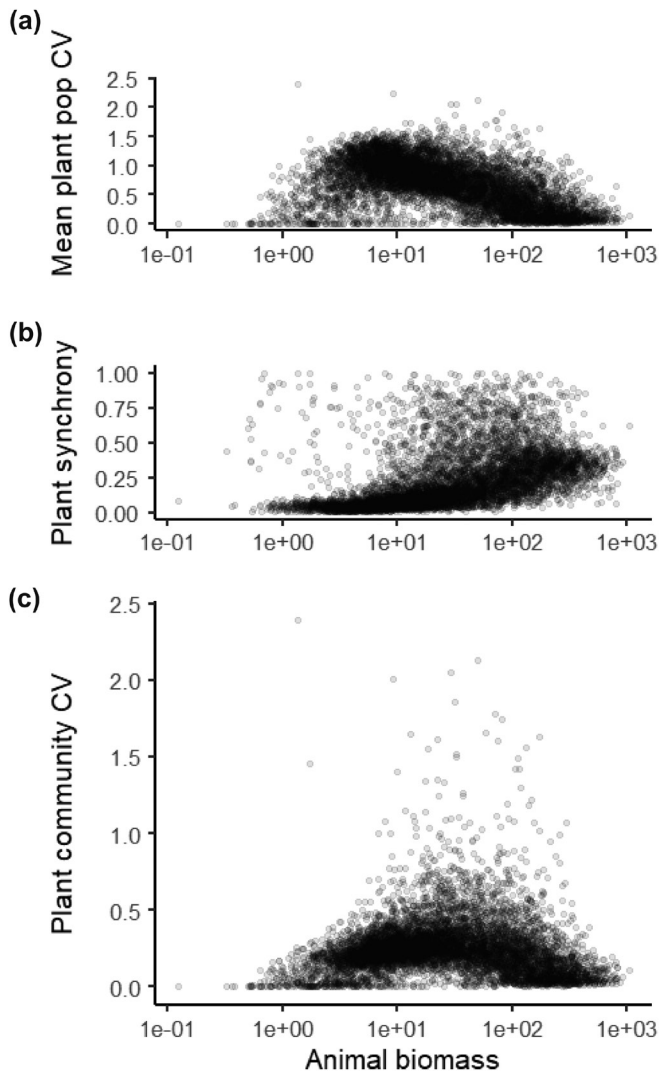 (a)
Mean plant pop CV
2.5
2.0
1.5
1.0
0.5
0.0
1e-01 1e+00 1e+01 1e+02 1e+03
(b)
Plant synchrony
1.00
0.75
0.50
0.25
0.00
1e-01 1e+00 1e+01 1e+02 1e+03
(c)
Plant community CV
2.5
2.0
1.5
1.0
0.5
0.0
1e-01 1e+00 1e+01 1e+02 1e+03
Animal biomass